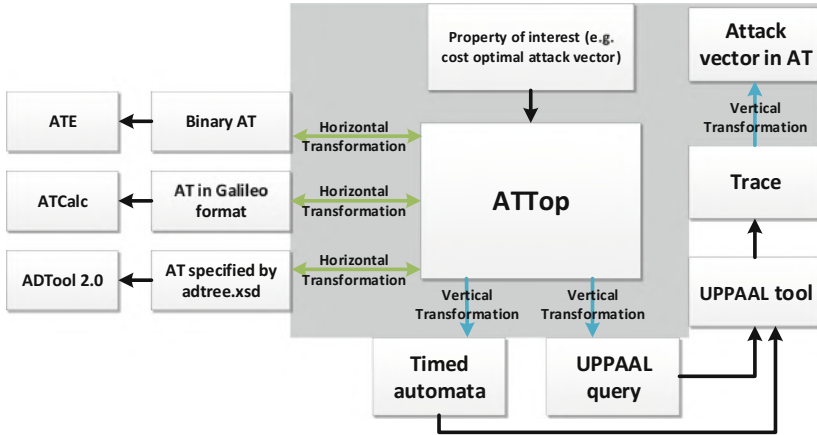 Property of interest (e.g.
cost optimal attack vector)
Attack
vector in AT
Vertical
Transformation
ATE
Binary AT
Horizontal
Transformation
ATTop
Trace
ATCalc
AT in Galileo
format
Horizontal
Transformation
ADTool 2.0
AT specified by
adtree.xsd
Horizontal
Transformation
Vertical
Transformation
Vertical
Transformation
UPPAAL tool
Timed
automata
UPPAAL
query